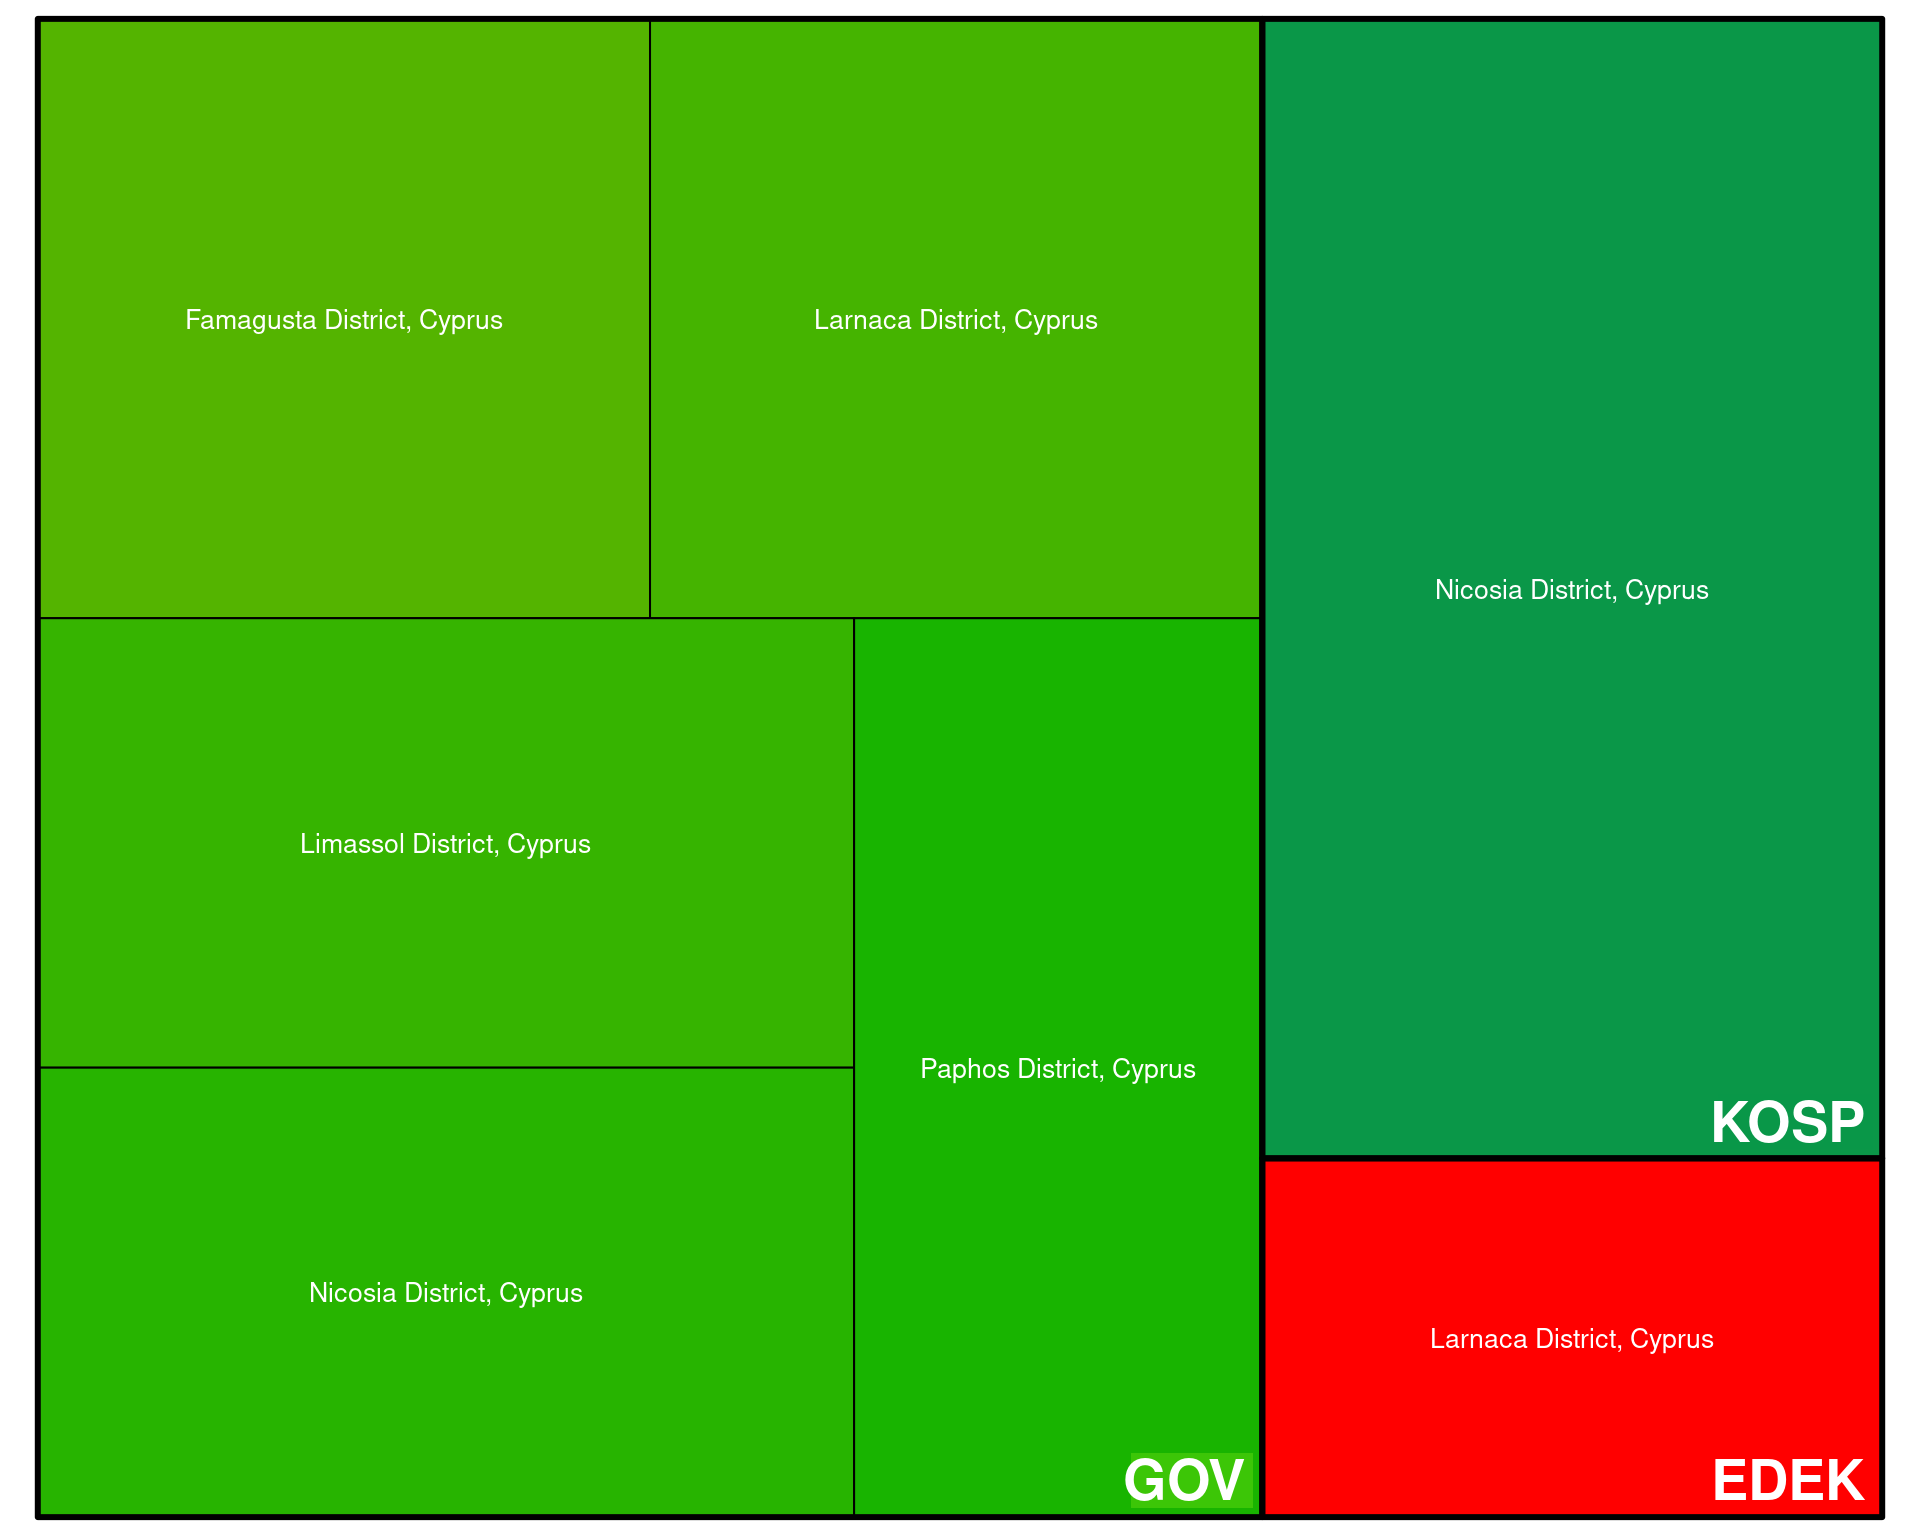 Famagusta District, Cyprus
Larnaca District, Cyprus
Limassol District, Cyprus
Nicosia District, Cyprus
Paphos District, Cyprus
GOV
Nicosia District, Cyprus
KOSP
Larnaca District, Cyprus
EDEK